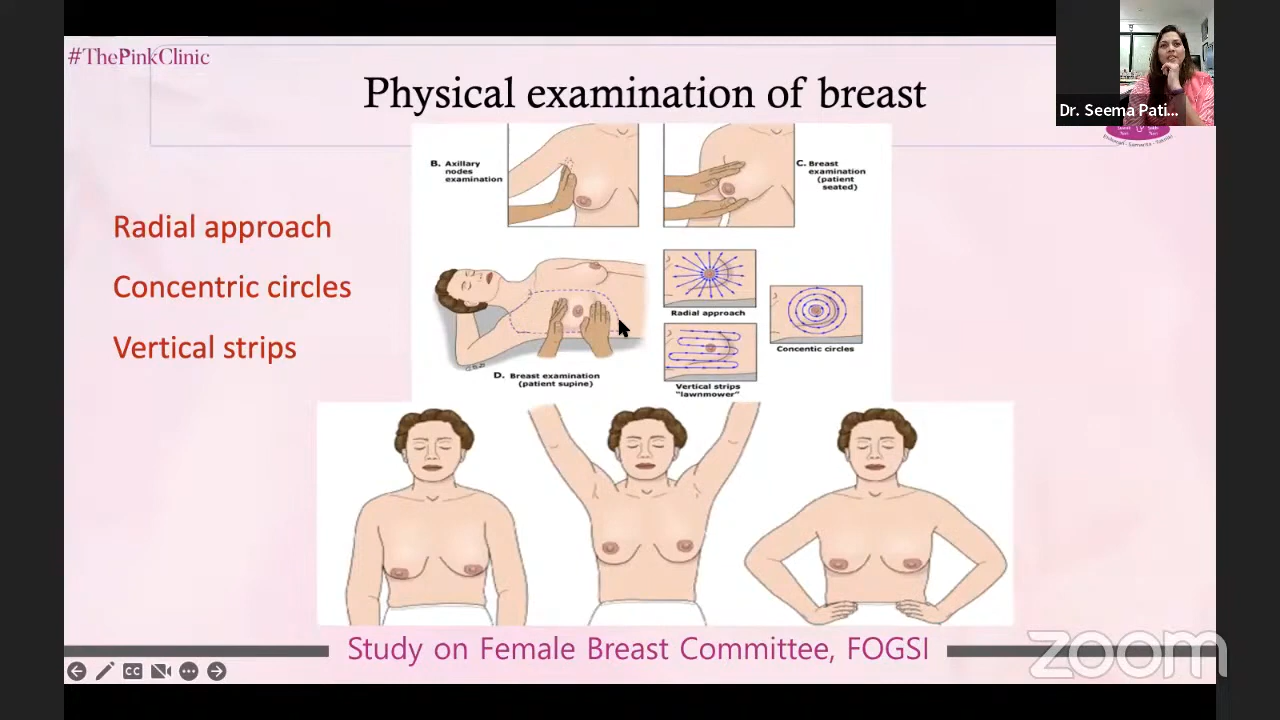 #ThePinkClinic
Dr. Seema Pati...
Physical examination of breast
B. Axillary
nodes
examination
C. Breast
examination
(patient
seated)
Radial approach
Concentric circles
Vertical strips
Radial approach
Concentic circles
Vertical strips
"lawnmower"
D. Breast examination
(patient supine)
Study on Female Breast Committee, FOGSI
CC
zoom